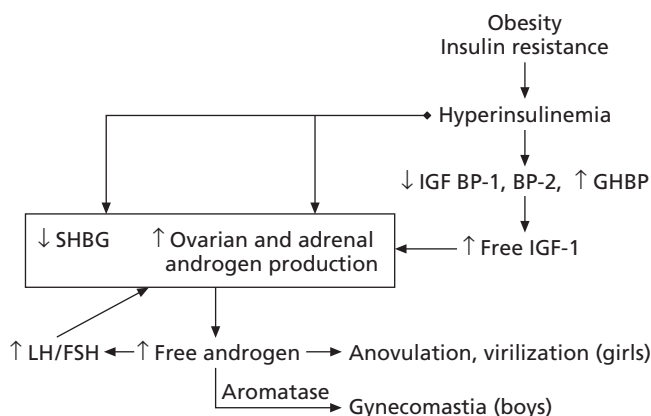 Obesity
Insulin resistance
Hyperinsulinemia
↓ IGF BP-1, BP-2, ↑ GHBP
↓ SHBG ↑ Ovarian and adrenal
androgen production
↑ Free IGF-1
↑ LH/FSH ↑ Free androgen Anovulation, virilization (girls)
Aromatase
Gynecomastia (boys)